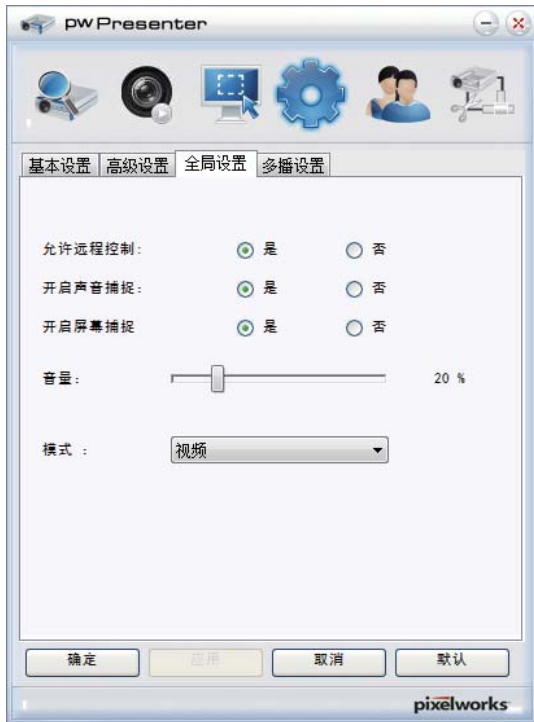 pwPresenter
基本设置 高级设置 全局设置 多播设置
允许远程控制: 是 否
开启声音捕捉: 是 否
开启屏幕捕捉 是 否
音量: 20 %
模式 : 视频
确定 应用 取消 默认
pixelworks